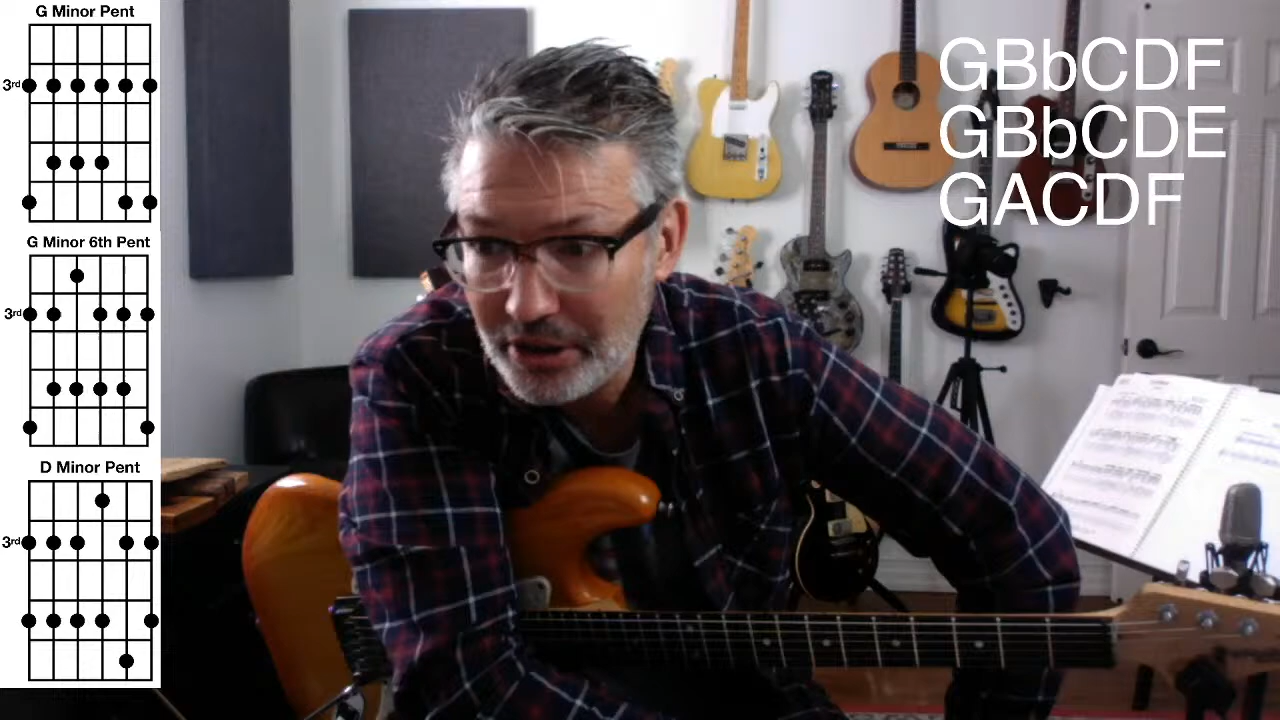 G Minor Pent
3rd
G Minor 6th Pent
3rd
D Minor Pent
3rd
GBbCDF
GBbCDE
GACDF